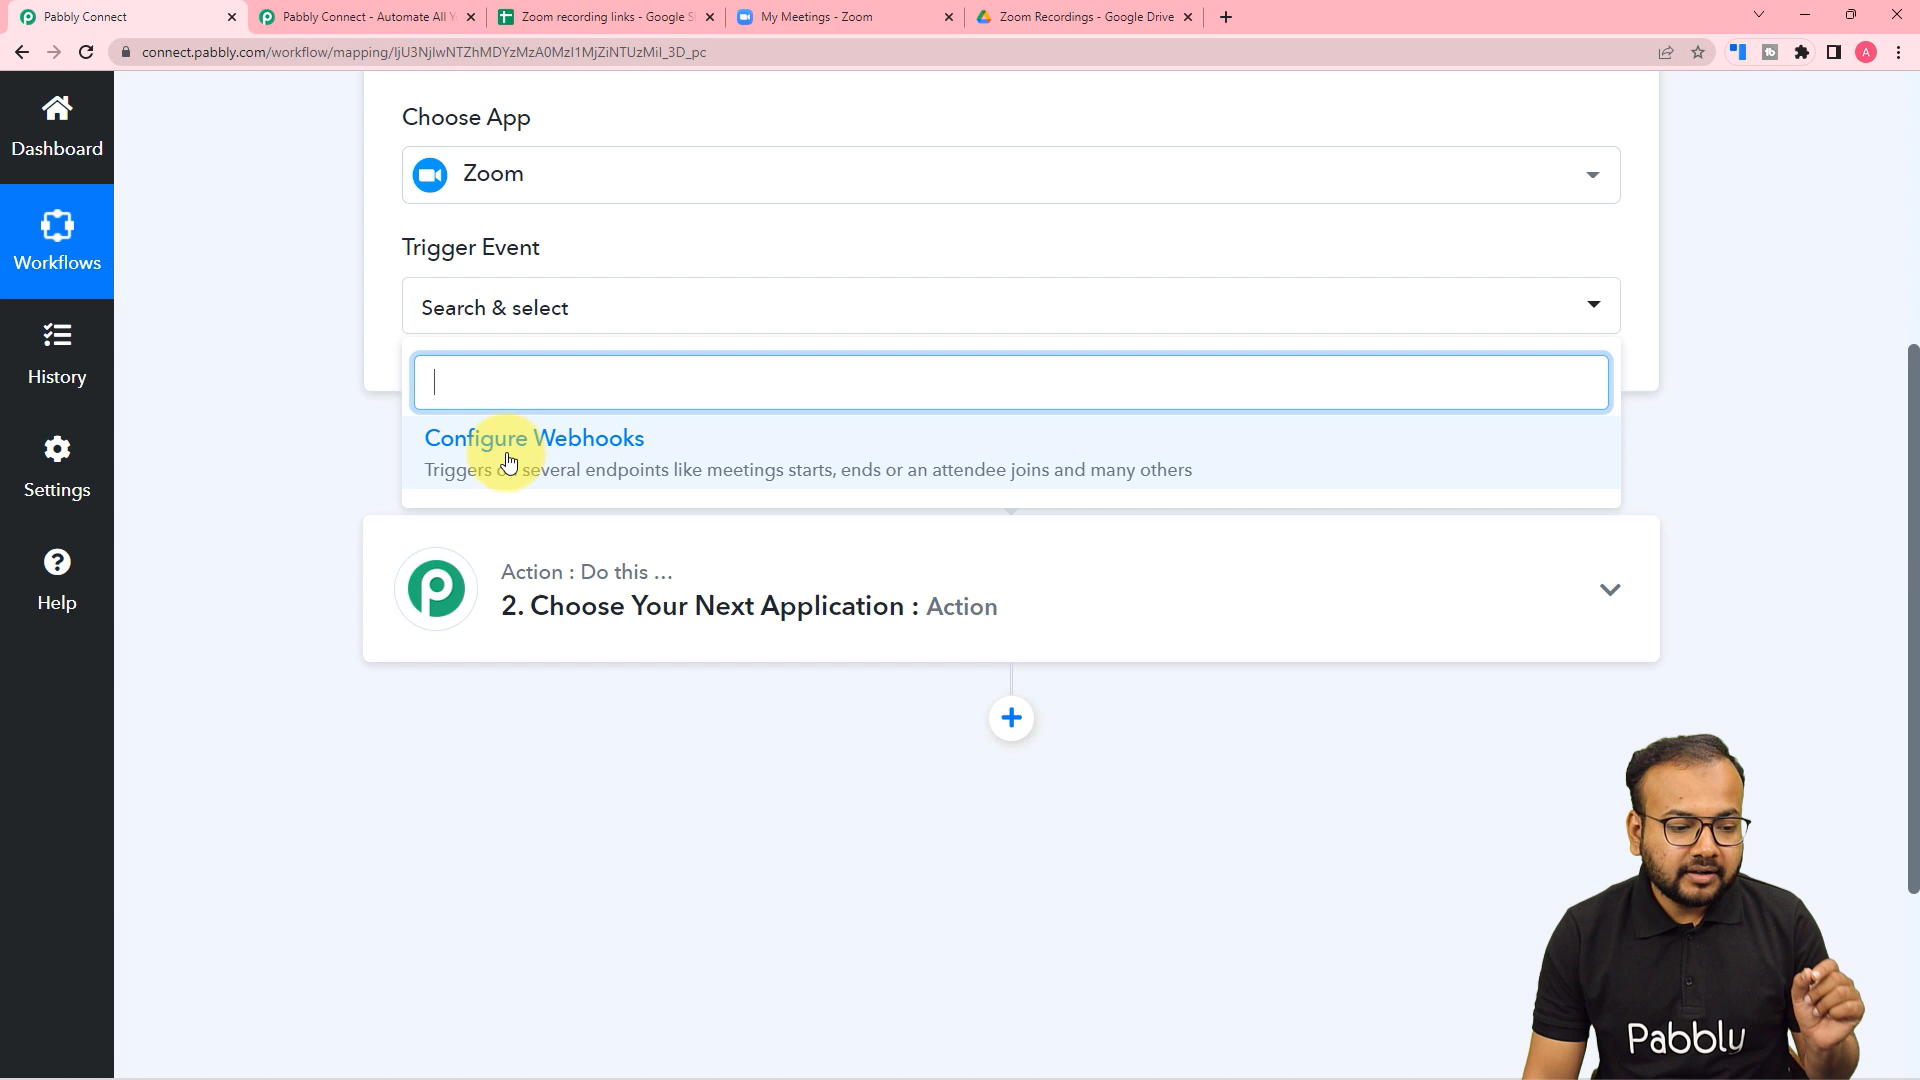 Pabbly Connect
Pabbly Connect - Automate All Y
Zoom recording links - Google S
My Meetings - Zoom
Zoom Recordings - Google Drive
connect.pabbly.com/workflow/mapping/IjU3NjIwNTZhMDYzMzA0MzI1MjZiNTUzMiI_3D_pc
A
Dashboard
Workflows
History
Settings
Help
Choose App
Zoom
Trigger Event
Search & select
Configure Webhooks
Triggers several endpoints like meetings starts, ends or an attendee joins and many others
Action : Do this ...
2. Choose Your Next Application : Action
Pabbly